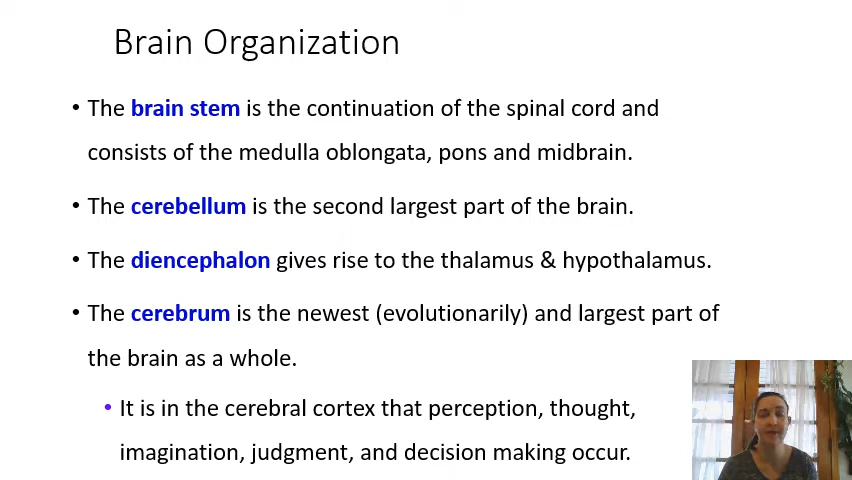 Brain Organization
• The brain stem is the continuation of the spinal cord and
consists of the medulla oblongata, pons and midbrain.
• The cerebellum is the second largest part of the brain.
• The diencephalon gives rise to the thalamus & hypothalamus.
• The cerebrum is the newest (evolutionarily) and largest part of
the brain as a whole.
• It is in the cerebral cortex that perception, thought,
imagination, judgment, and decision making occur.